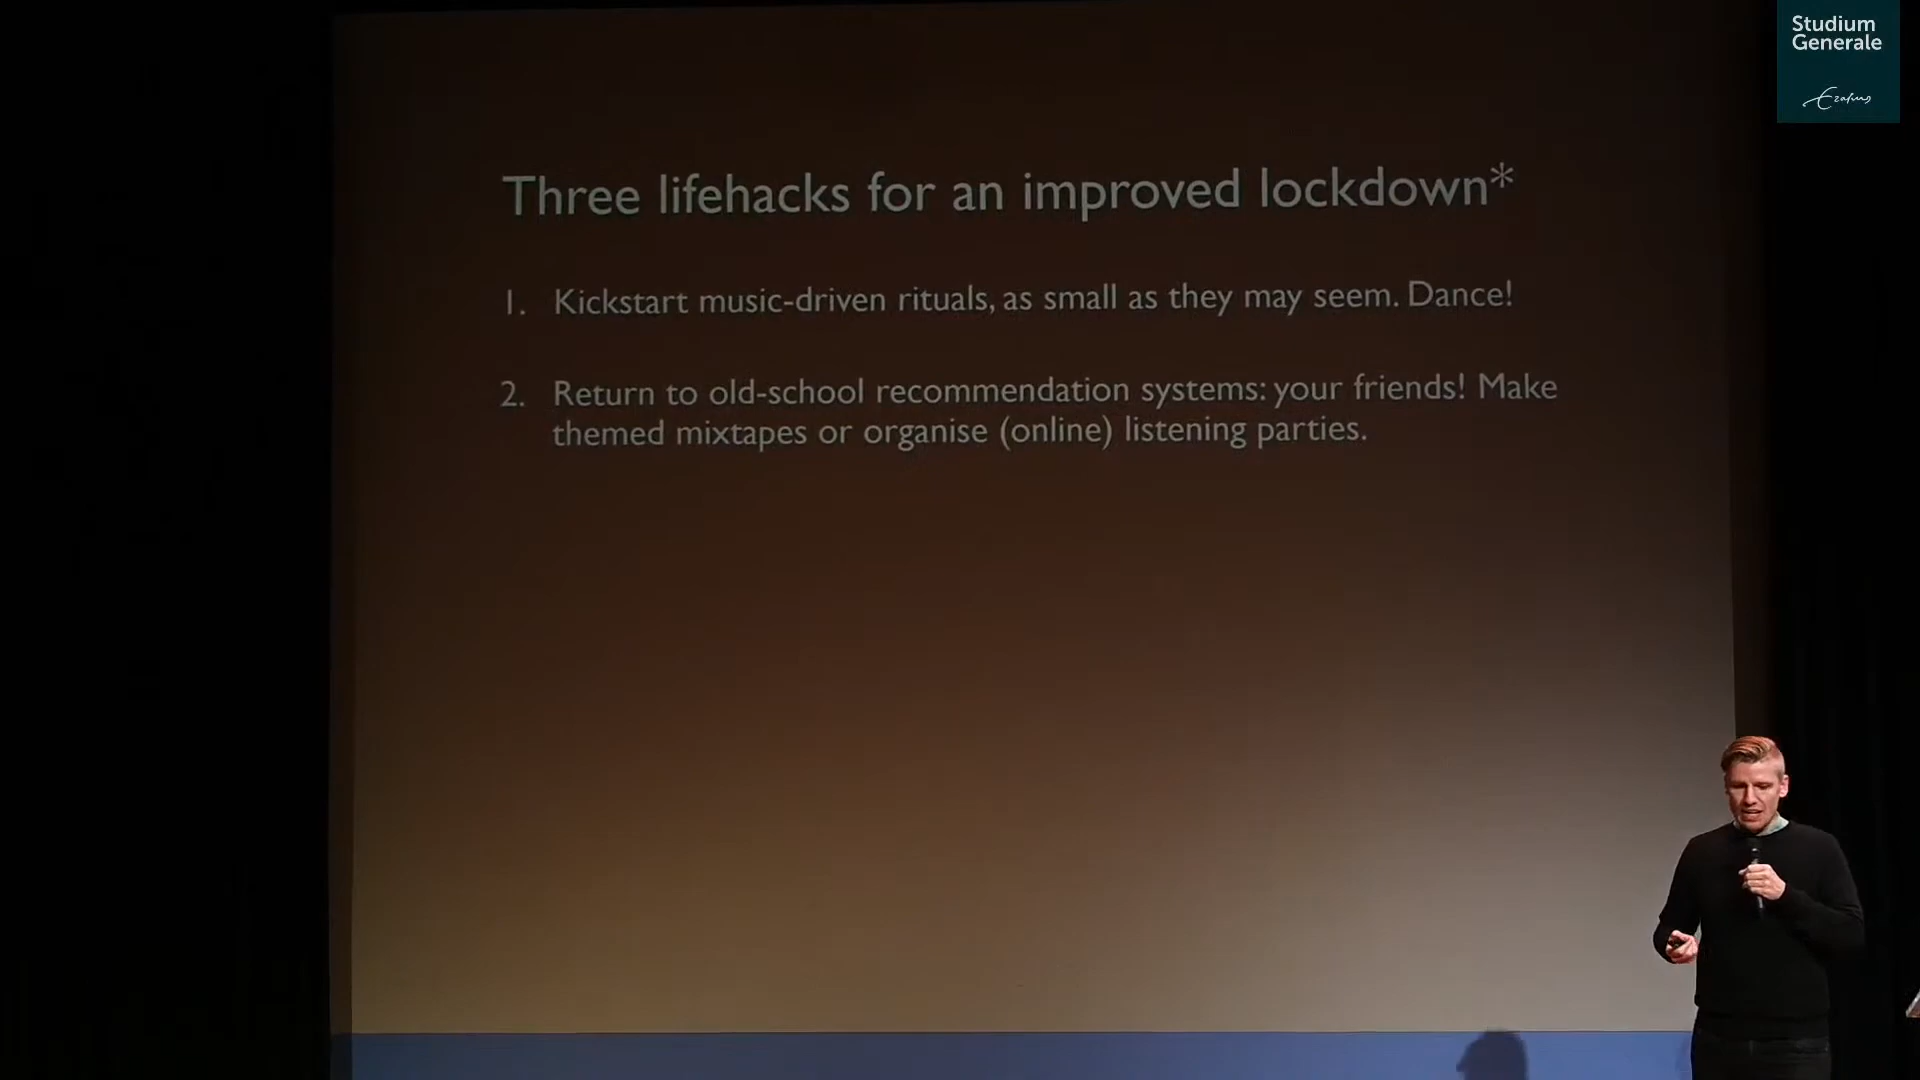 Studium
Generale
Erasmus
Three lifehacks for an improved lockdown*
1. Kickstart music-driven rituals, as small as they may seem. Dance!
2. Return to old-school recommendation systems: your friends! Make
themed mixtapes or organise (online) listening parties.